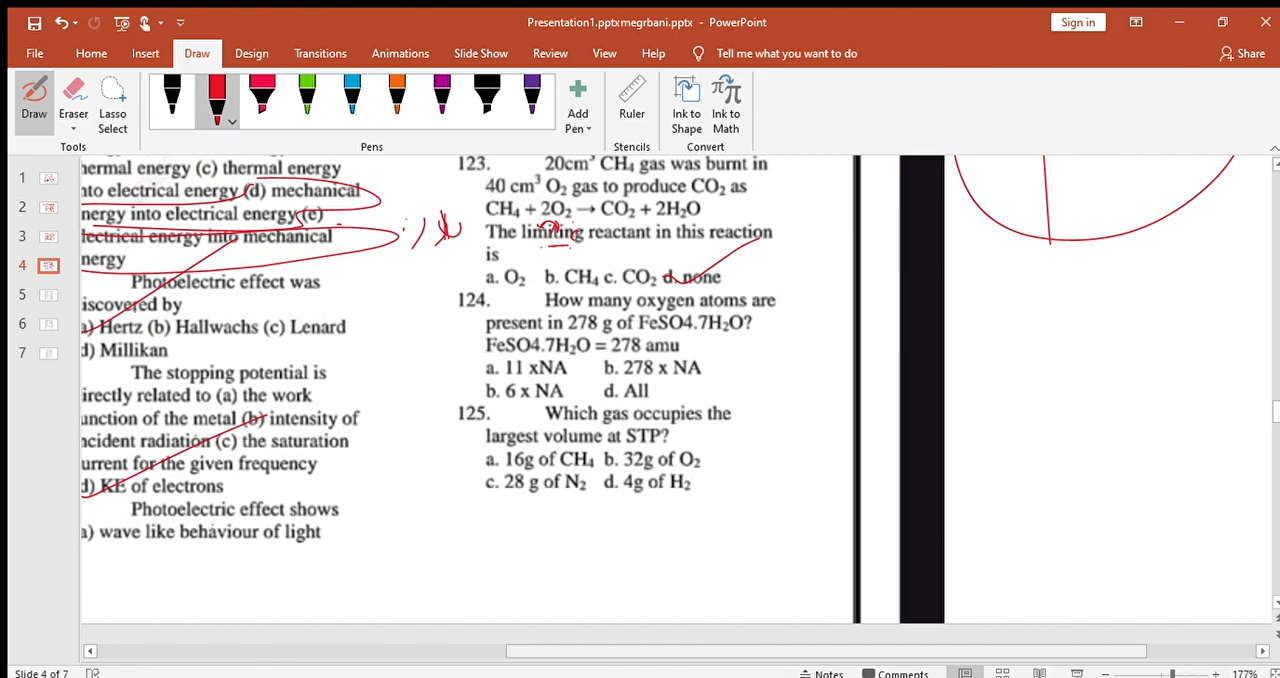 Presentation1.pptxmegrbani.pptx - PowerPoint
Sign in
File Home Insert Draw Design Transitions Animations Slide Show Review View Help Tell me what you want to do
Share
Draw Eraser Lasso Select
Add Pen
Ruler
Ink to Shape Ink to Math
Tools Pens Stencils Convert
1
2
3
4
5
6
7
hermal energy (c) thermal energy
nto electrical energy (d) mechanical
nergy into electrical energy (e)
lectrical energy into mechanical
nergy
Photoelectric effect was
iscovered by
a) Hertz (b) Hallwachs (c) Lenard
d) Millikan
The stopping potential is
irectly related to (a) the work
unction of the metal (b) intensity of
ncident radiation (c) the saturation
urrent for the given frequency
d) KE of electrons
Photoelectric effect shows
a) wave like behaviour of light
123. 20cm³ CH₄ gas was burnt in
40 cm³ O₂ gas to produce CO₂ as
CH₄ + 2O₂ → CO₂ + 2H₂O
The limiting reactant in this reaction
is
a. O₂ b. CH₄ c. CO₂ d. none
124. How many oxygen atoms are
present in 278 g of FeSO4.7H₂O?
FeSO4.7H₂O = 278 amu
a. 11 xNA b. 278 x NA
b. 6 x NA d. All
125. Which gas occupies the
largest volume at STP?
a. 16g of CH₄ b. 32g of O₂
c. 28 g of N₂ d. 4g of H₂
Slide 4 of 7
Notes Comments
177%